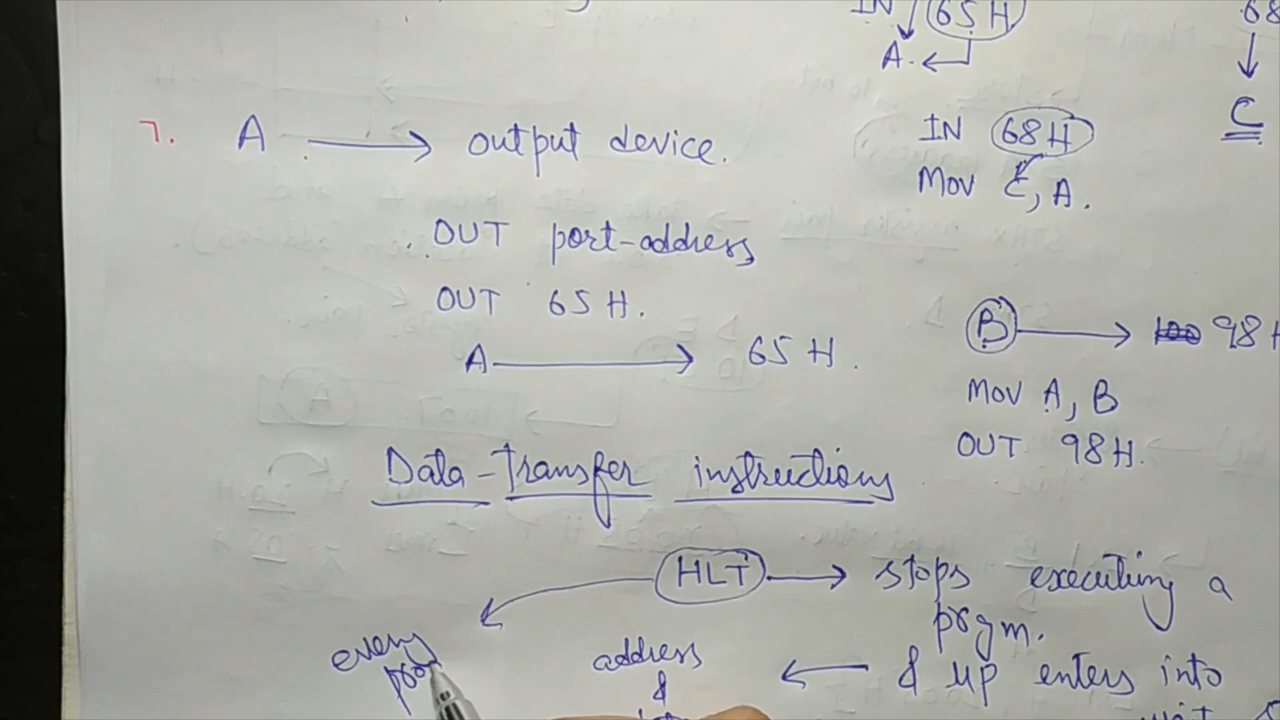 IN 65H
A.
68
C
7. A → output device.
IN 68H
Mov C, A.
OUT port-address
OUT 65H.
A → 65H.
B → 98H
Mov A, B
OUT 98H.
Data-Transfer instructions
HLT → stops executing a
prgm.
every
address
&
← & μp enters into